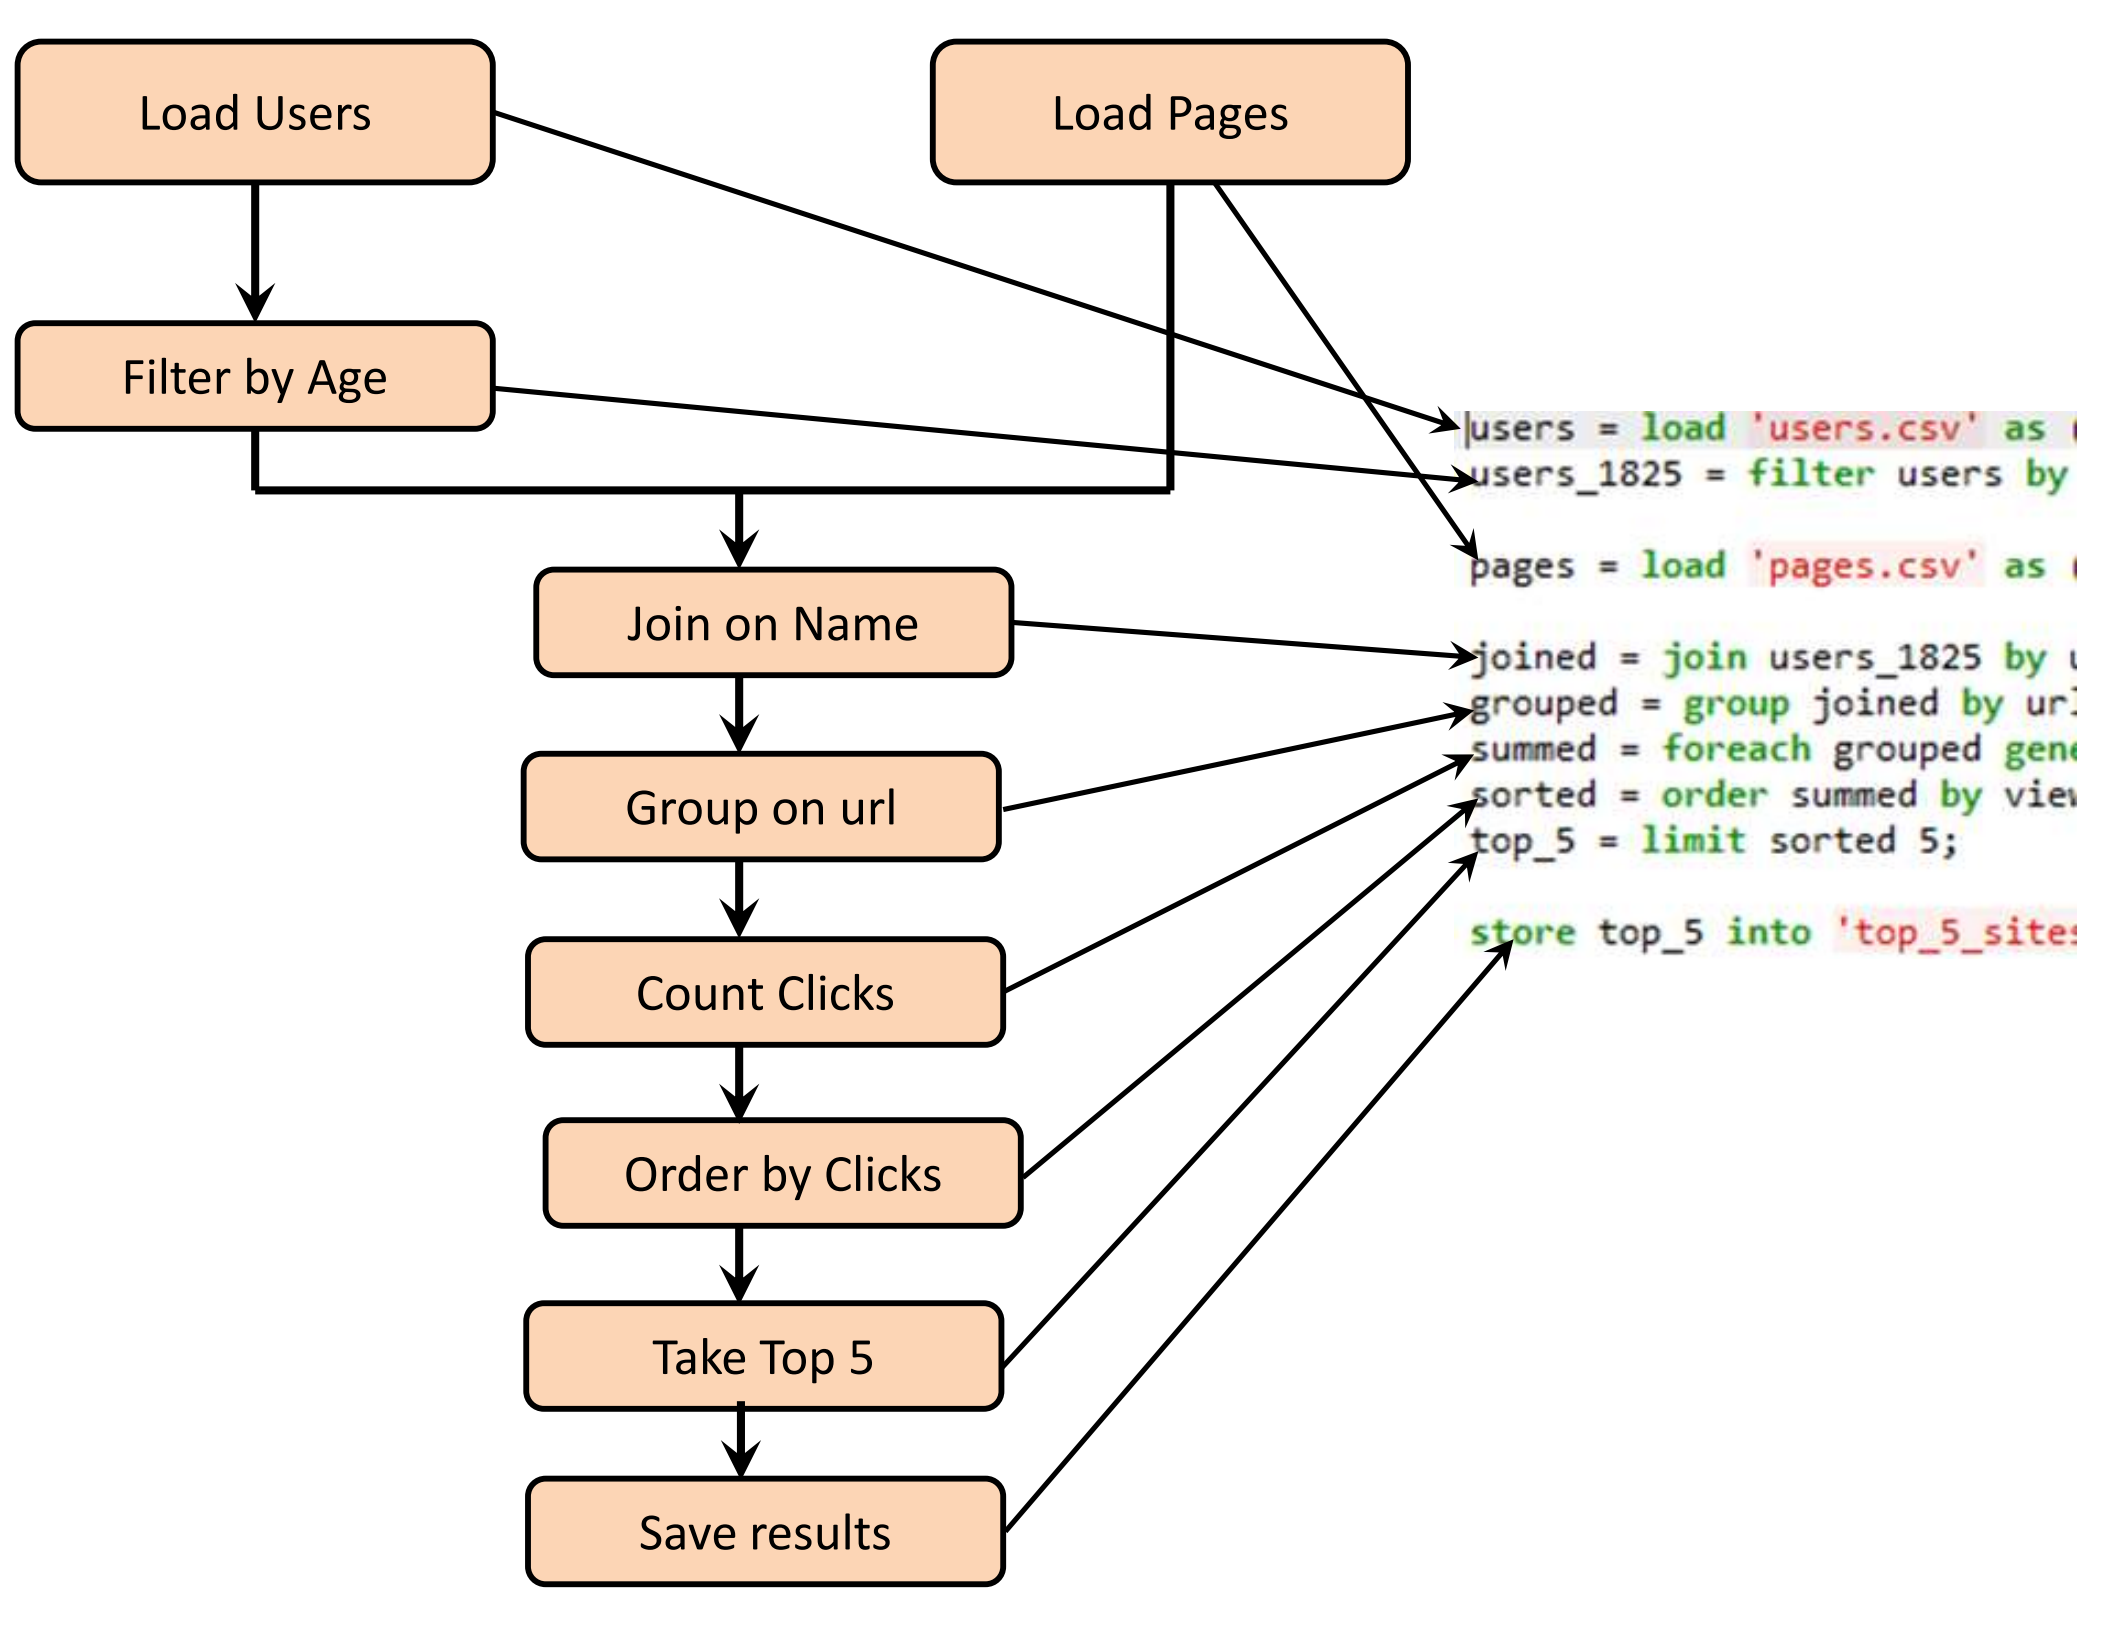 Load Users
Load Pages
Filter by Age
Join on Name
Group on url
Count Clicks
Order by Clicks
Take Top 5
Save results
users = load 'users.csv' as
users_1825 = filter users by
pages = load 'pages.csv' as
joined = join users_1825 by
grouped = group joined by
summed = foreach grouped
sorted = order summed by
top_5 = limit sorted 5;
store top_5 into 'top_5_sites